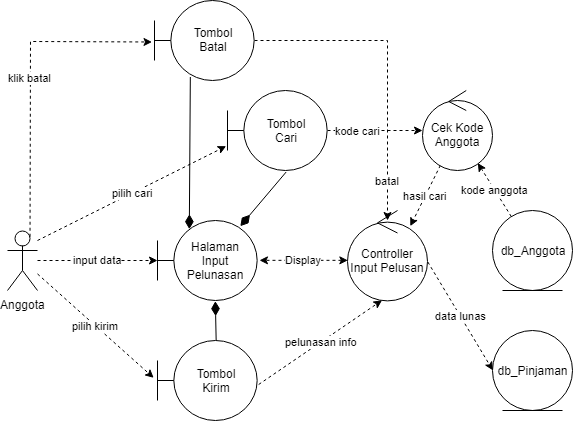 Tombol
Batal
klik batal
Tombol
Cari
kode cari
Cek Kode
Anggota
pilih cari
batal
hasil cari
kode anggota
Anggota
input data
Halaman
Input
Pelunasan
Display
Controller
Input Pelusan
db_Anggota
pilih kirim
pelunasan info
data lunas
Tombol
Kirim
db_Pinjaman